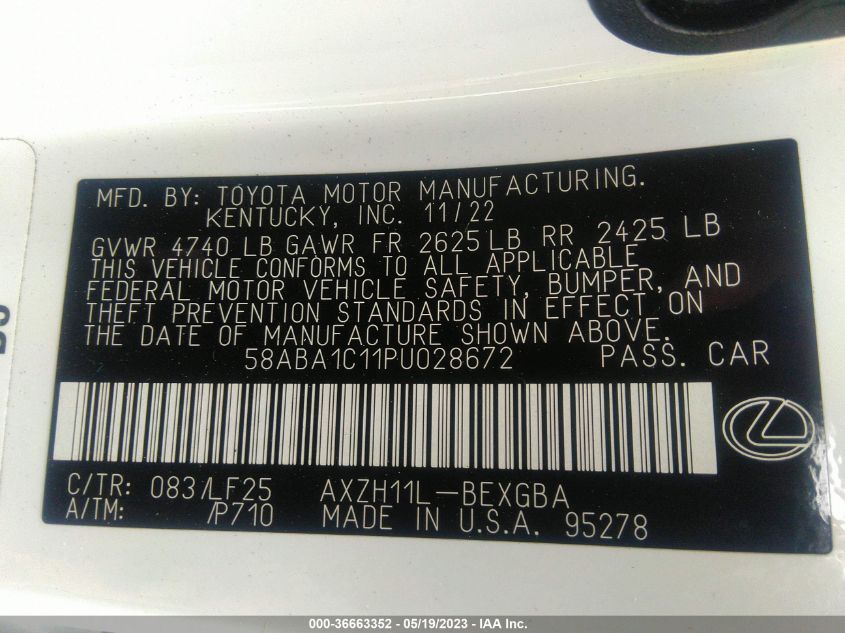 MFD. BY: TOYOTA MOTOR MANUFACTURING.
KENTUCKY, INC. 11/22
GVWR 4740 LB GAWR FR 2625 LB RR 2425 LB
THIS VEHICLE CONFORMS TO ALL APPLICABLE
FEDERAL MOTOR VEHICLE SAFETY, BUMPER, AND
THEFT PREVENTION STANDARDS IN EFFECT ON
THE DATE OF MANUFACTURE SHOWN ABOVE.
58ABA1C11PU028672 PASS. CAR
C/TR: 083/LF25 AXZH11L-BEXGBA
A/TM: /P710 MADE IN U.S.A. 95278
000-36663352 - 05/19/2023 - IAAI.com